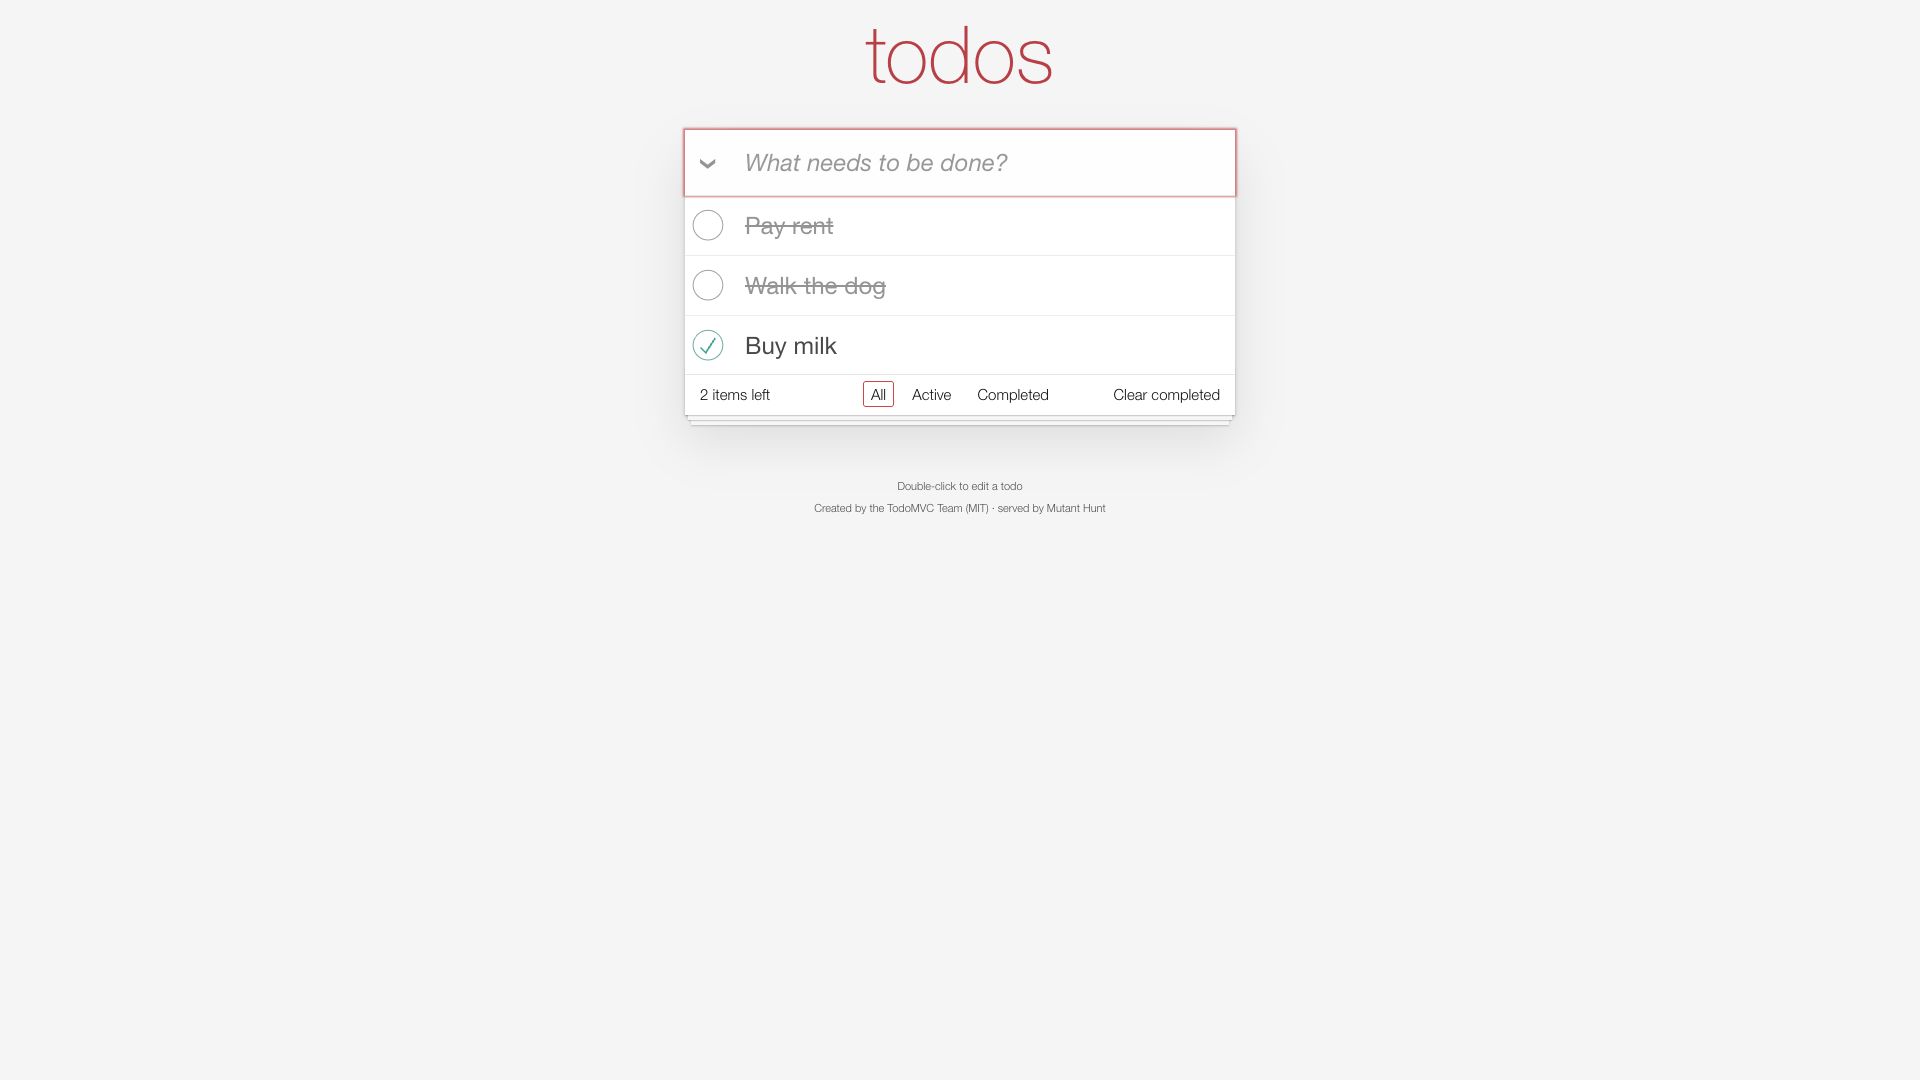 todos
What needs to be done?
Pay rent
Walk the dog
Buy milk
2 items left All Active Completed Clear completed
Double-click to edit a todo
Created by the TodoMVC Team (MIT) · served by Mutant Hunt